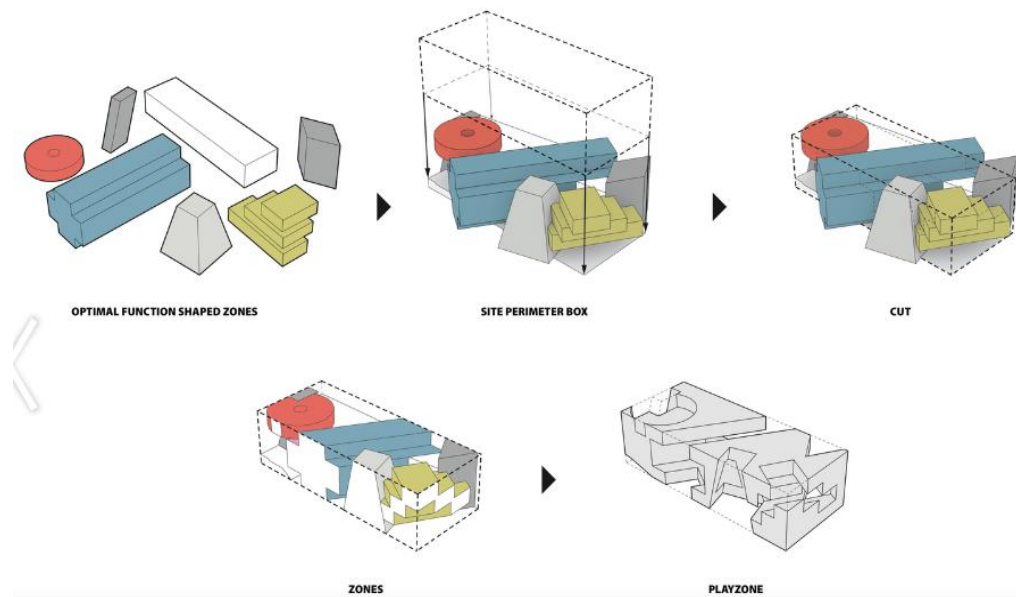 OPTIMAL FUNCTION SHAPED ZONES
SITE PERIMETER BOX
CUT
ZONES
PLAYZONE